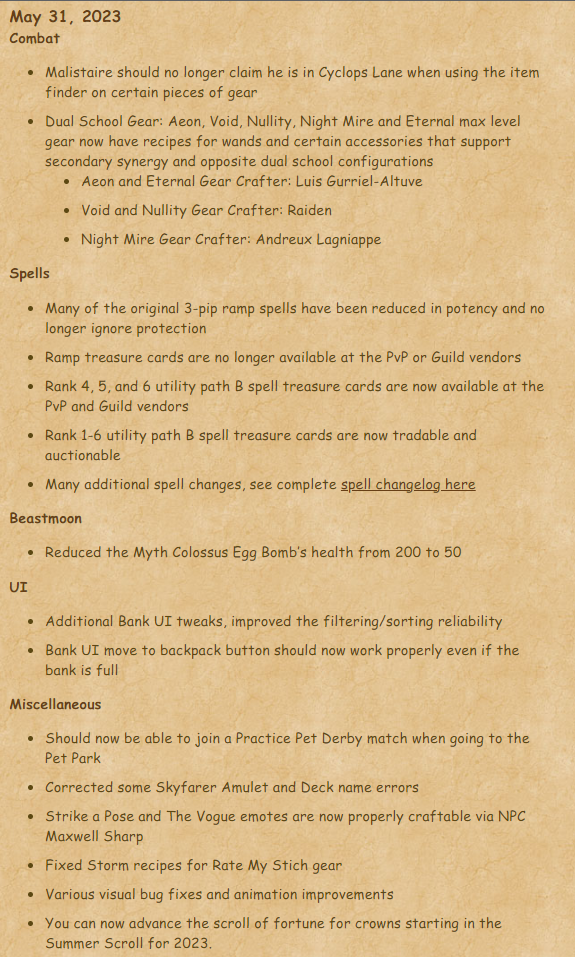 May 31, 2023
Combat
Malistaire should no longer claim he is in Cyclops Lane when using the item
finder on certain pieces of gear
Dual School Gear: Aeon, Void, Nullity, Night Mire and Eternal max level
gear now have recipes for wands and certain accessories that support
secondary synergy and opposite dual school configurations
Aeon and Eternal Gear Crafter: Luis Gurriel-Altuve
Void and Nullity Gear Crafter: Raiden
Night Mire Gear Crafter: Andreux Lagniappe
Spells
Many of the original 3-pip ramp spells have been reduced in potency and no
longer ignore protection
Ramp treasure cards are no longer available at the PvP or Guild vendors
Rank 4, 5, and 6 utility path B spell treasure cards are now available at the
PvP and Guild vendors
Rank 1-6 utility path B spell treasure cards are now tradable and
auctionable
Many additional spell changes, see complete spell changelog here
Beastmoon
Reduced the Myth Colossus Egg Bomb's health from 200 to 50
UI
Additional Bank UI tweaks, improved the filtering/sorting reliability
Bank UI move to backpack button should now work properly even if the
bank is full
Miscellaneous
Should now be able to join a Practice Pet Derby match when going to the
Pet Park
Corrected some Skyfarer Amulet and Deck name errors
Strike a Pose and The Vogue emotes are now properly craftable via NPC
Maxwell Sharp
Fixed Storm recipes for Rate My Stich gear
Various visual bug fixes and animation improvements
You can now advance the scroll of fortune for crowns starting in the
Summer Scroll for 2023.